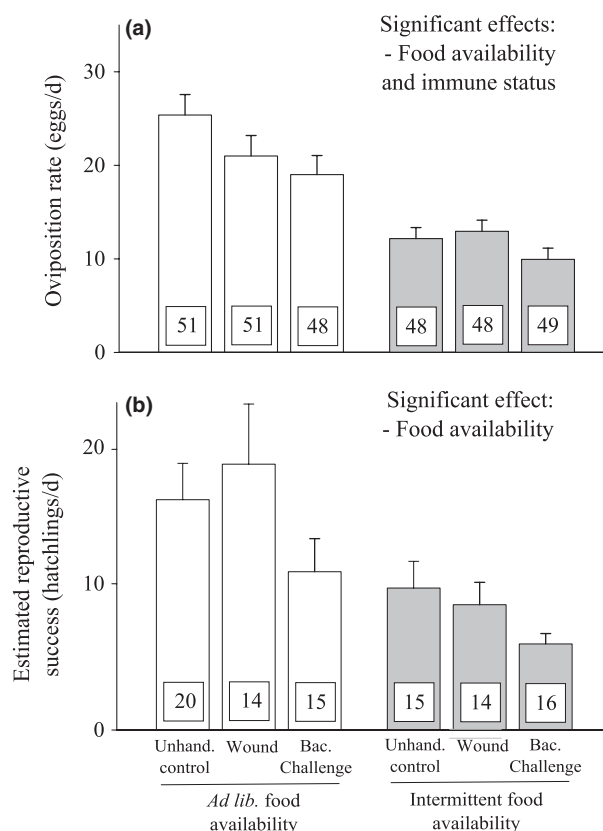 (a)
Significant effects:
- Food availability
and immune status
Oviposition rate (eggs/d)
30
20
10
0
51
51
48
48
48
49
(b)
Significant effect:
- Food availability
Estimated reproductive
success (hatchlings/d)
20
10
0
20
14
15
15
14
16
Unhand.
control
Wound
Bac.
Challenge
Unhand.
control
Wound
Bac.
Challenge
Ad lib. food
availability
Intermittent food
availability